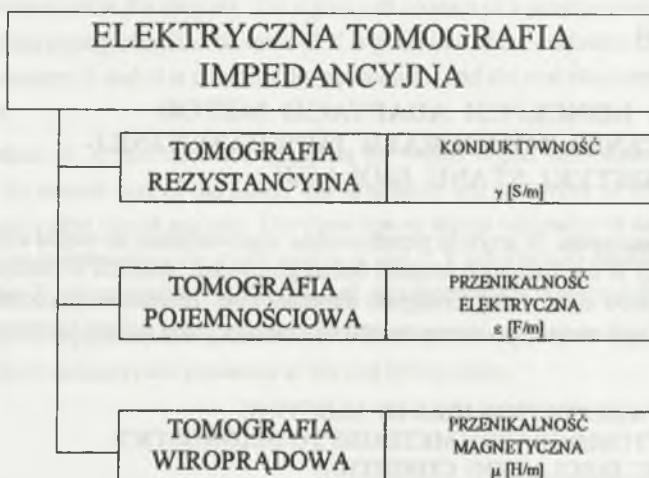 ELEKTRYCZNA TOMOGRAFIA
IMPEDANCYJNA
TOMOGRAFIA
REZYSTANCYJNA
KONDUKTYWNOŚĆ
γ [S/m]
TOMOGRAFIA
POJEMNOŚCIOWA
PRZENIKALNOŚĆ
ELEKTRYCZNA
ε [F/m]
TOMOGRAFIA
WIROPRĄDOWA
PRZENIKALNOŚĆ
MAGNETYCZNA
μ [H/m]